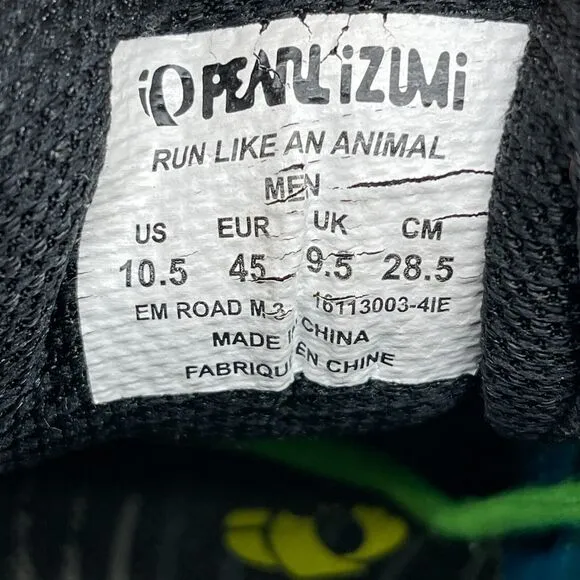 PEARL iZUMi
RUN LIKE AN ANIMAL
MEN
US EUR UK CM
10.5 45 9.5 28.5
EM ROAD M 3 16113003-4IE
MADE IN CHINA
FABRIQUÉ EN CHINE